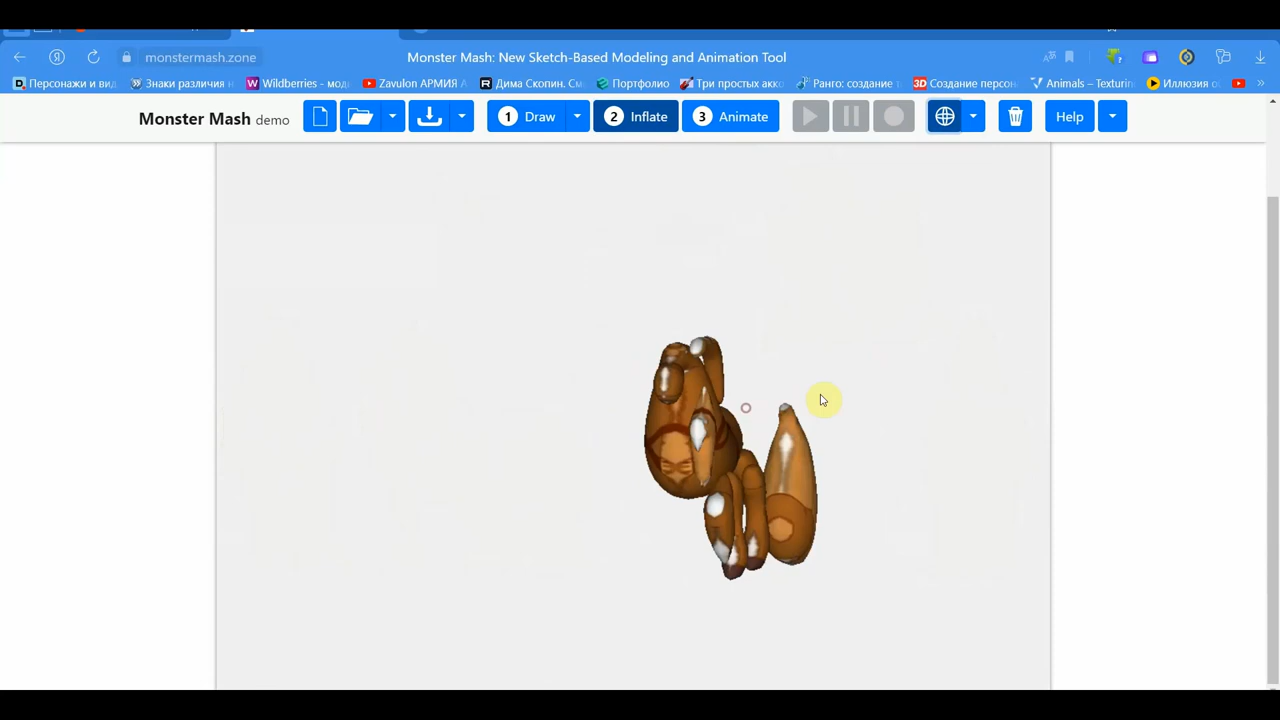 monstermash.zone
Monster Mash: New Sketch-Based Modeling and Animation Tool
Персонажи и вид
Знаки различия н
Wildberries – мод
Zavulon АРМИЯ А
Дима Скопин. См
Портфолио
Три простых акко
Ранго: создание т
Создание персон
Animals – Texturin
Иллюзия о
Monster Mash demo
1 Draw
2 Inflate
3 Animate
Help